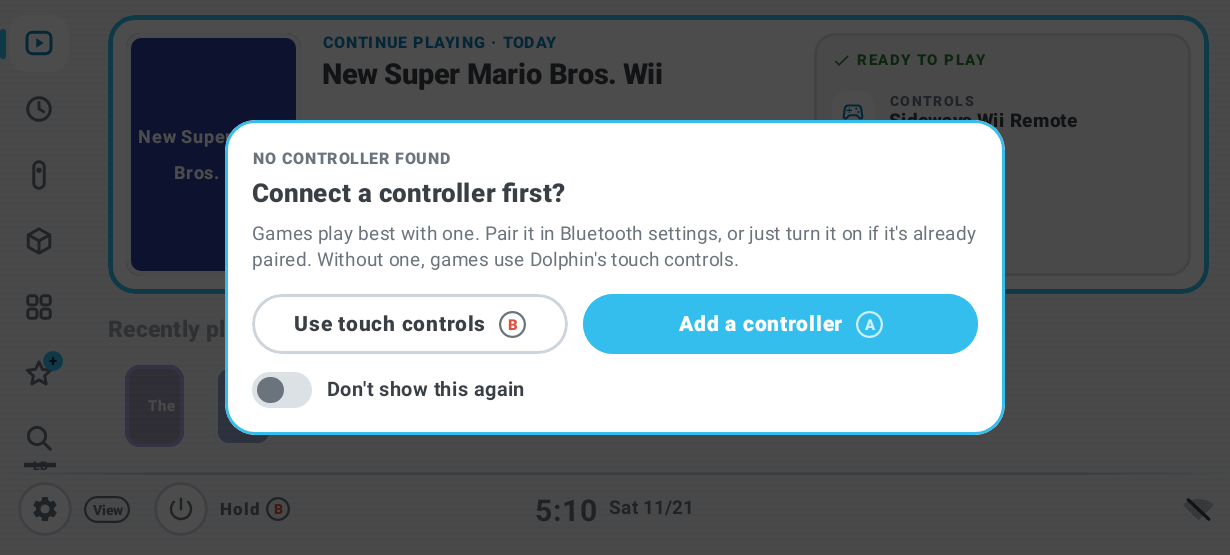 CONTINUE PLAYING · TODAY
New Super Mario Bros. Wii
READY TO PLAY
CONTROLS
Sideways Wii Remote
New Super
Bros.
NO CONTROLLER FOUND
Connect a controller first?
Games play best with one. Pair it in Bluetooth settings, or just turn it on if it's already
paired. Without one, games use Dolphin's touch controls.
Use touch controls B
Add a controller A
Don't show this again
Recently pl
The
View
Hold B
5:10 Sat 11/21